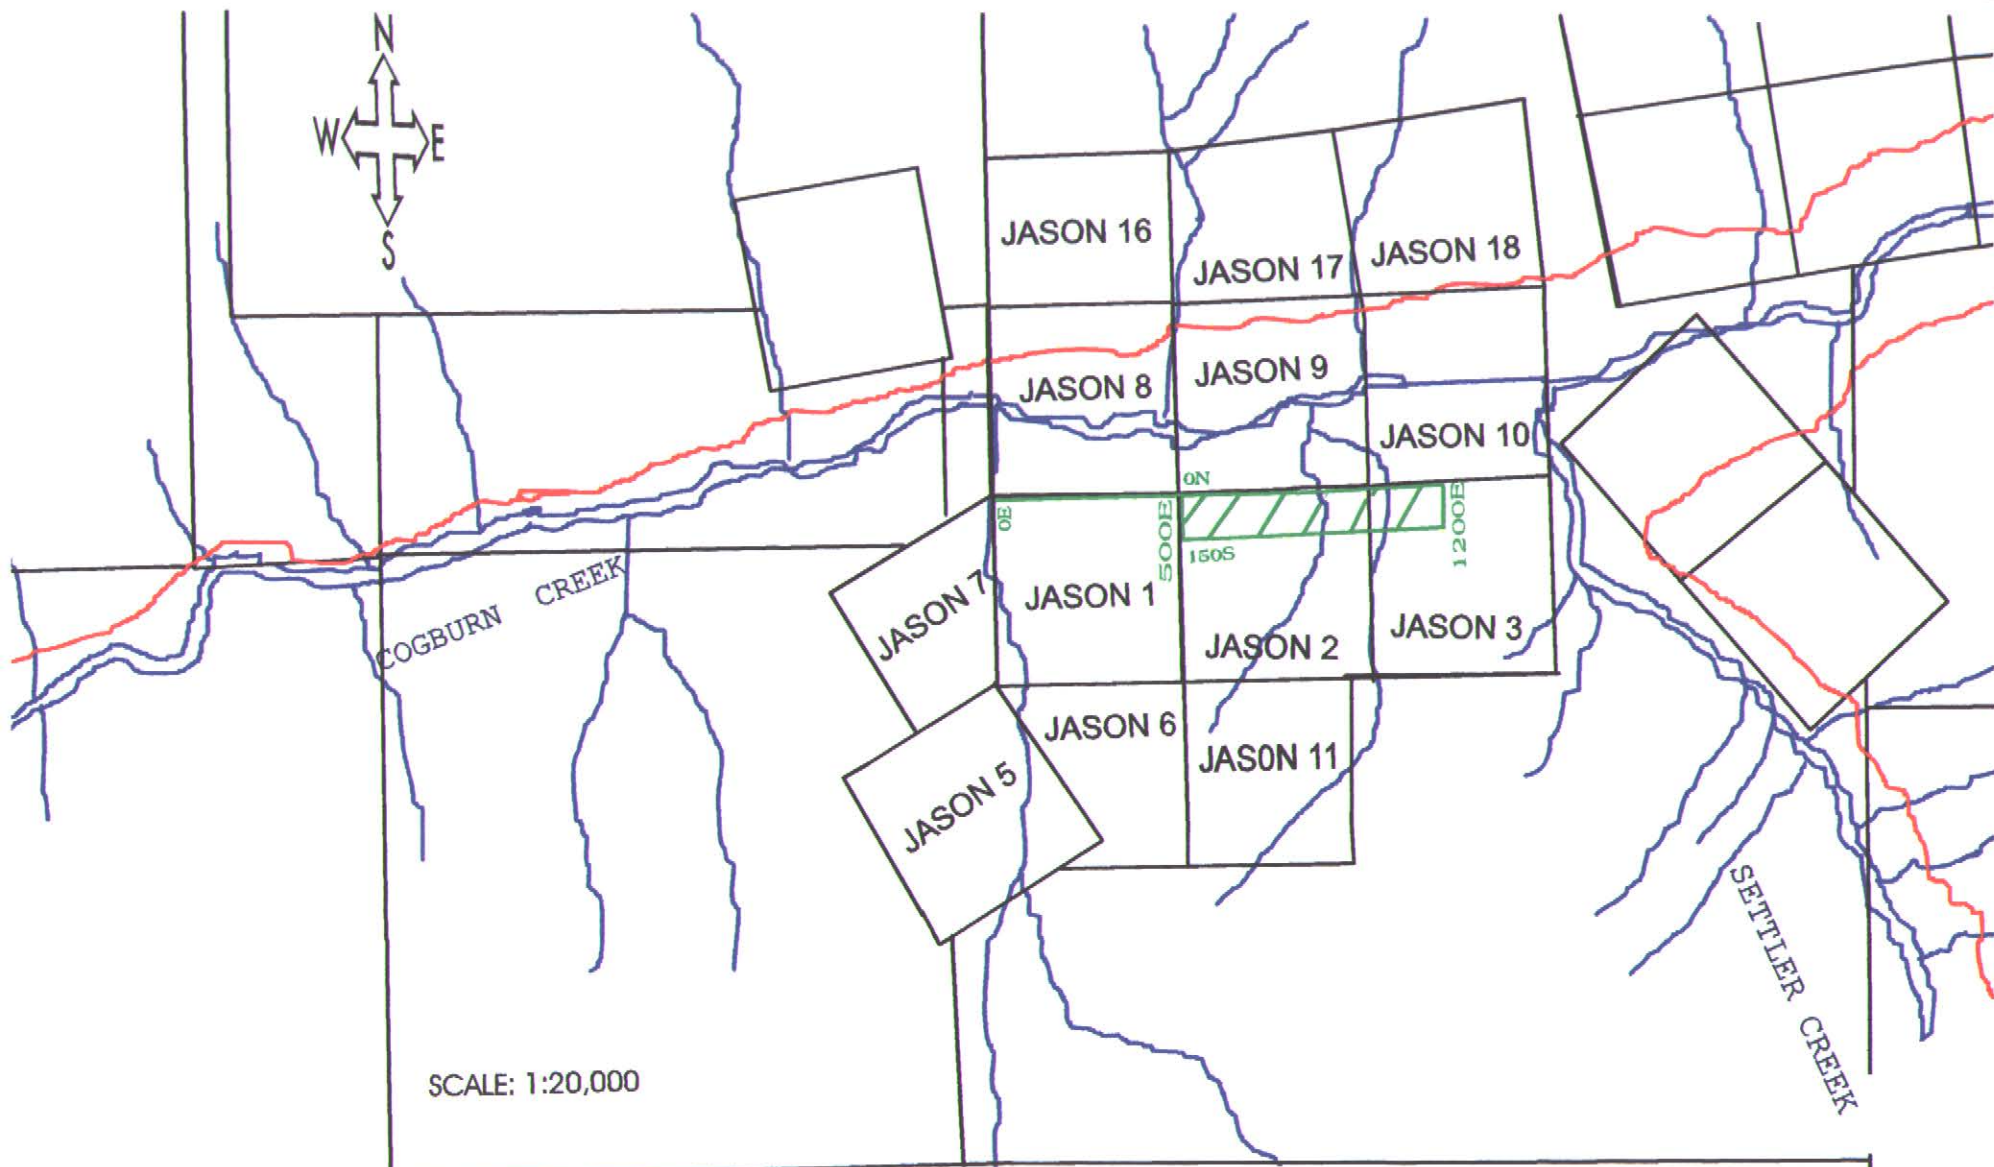 N
W E
S
JASON 16
JASON 17
JASON 18
JASON 8
JASON 9
JASON 10
0N
0E
500E
1200E
150S
COGBURN CREEK
JASON 7
JASON 1
JASON 2
JASON 3
JASON 6
JASON 11
JASON 5
SETTLER CREEK
SCALE: 1:20,000